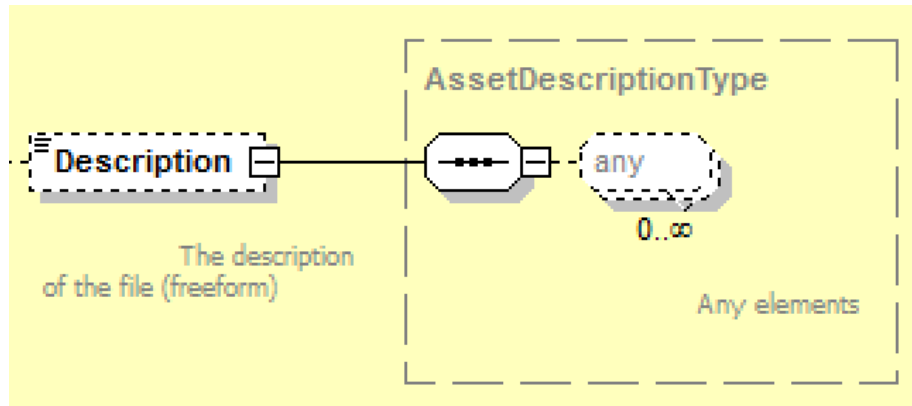 AssetDescriptionType
Description
any
0..∞
The description
of the file (freeform)
Any elements